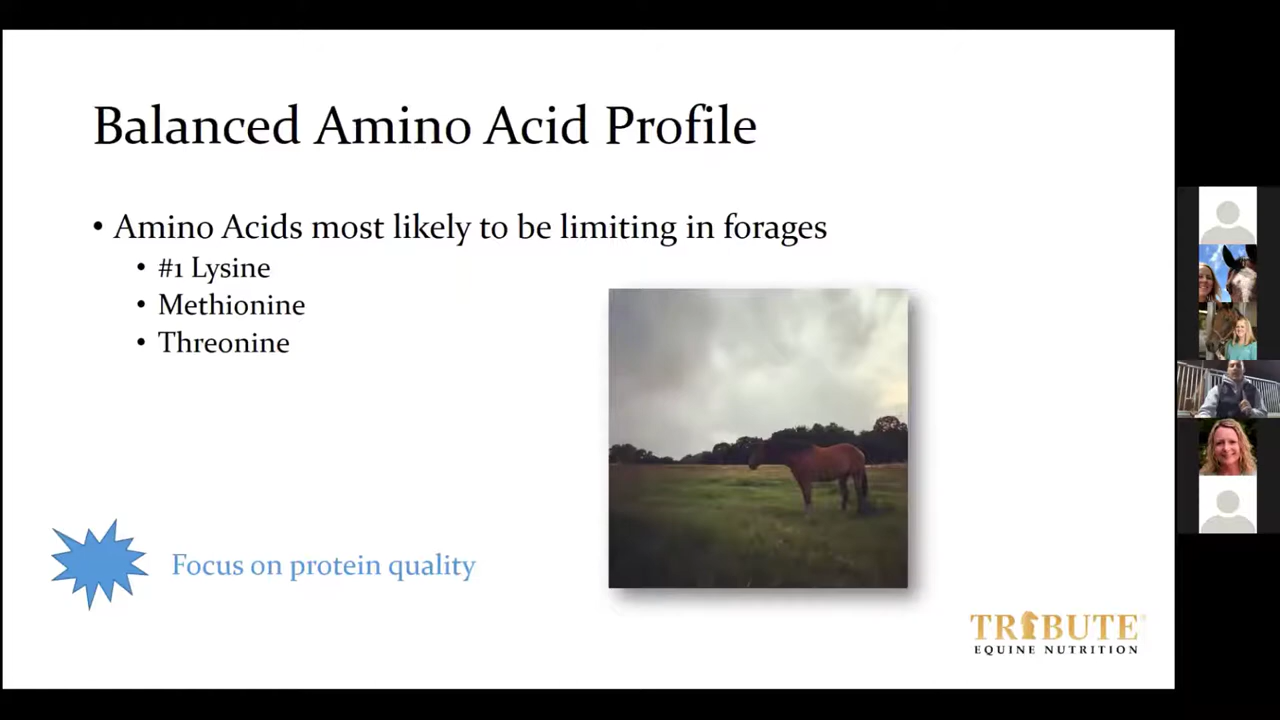 Balanced Amino Acid Profile
• Amino Acids most likely to be limiting in forages
• #1 Lysine
• Methionine
• Threonine
Focus on protein quality
TRIBUTE®
EQUINE NUTRITION